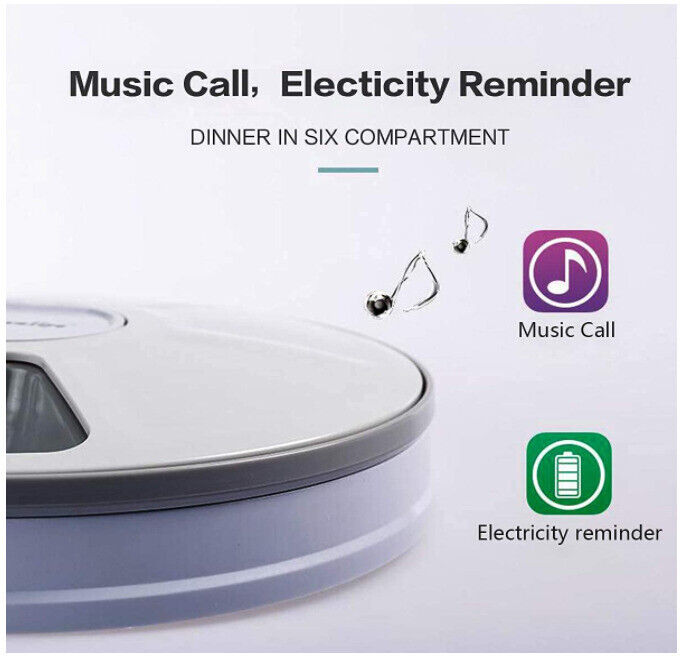 Music Call，Electicity Reminder
DINNER IN SIX COMPARTMENT
Music Call
Electricity reminder